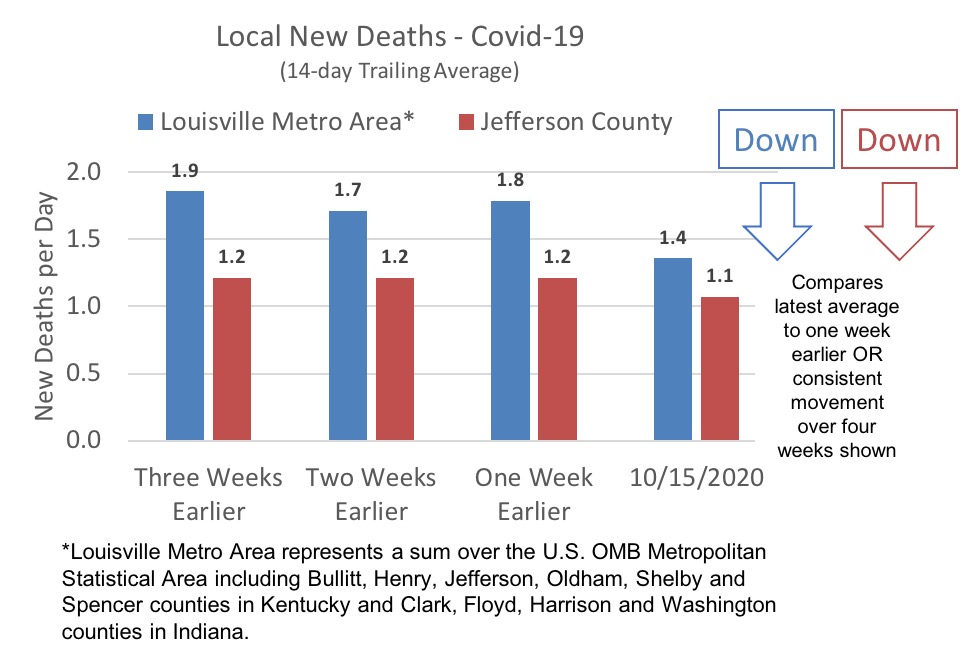 Local New Deaths - Covid-19
(14-day Trailing Average)
Louisville Metro Area* Jefferson County
Down Down
New Deaths per Day
2.0
1.5
1.0
0.5
0.0
1.9
1.2
1.7
1.2
1.8
1.2
1.4
1.1
Three Weeks
Earlier
Two Weeks
Earlier
One Week
Earlier
10/15/2020
Compares
latest average
to one week
earlier OR
consistent
movement
over four
weeks shown
*Louisville Metro Area represents a sum over the U.S. OMB Metropolitan
Statistical Area including Bullitt, Henry, Jefferson, Oldham, Shelby and
Spencer counties in Kentucky and Clark, Floyd, Harrison and Washington
counties in Indiana.